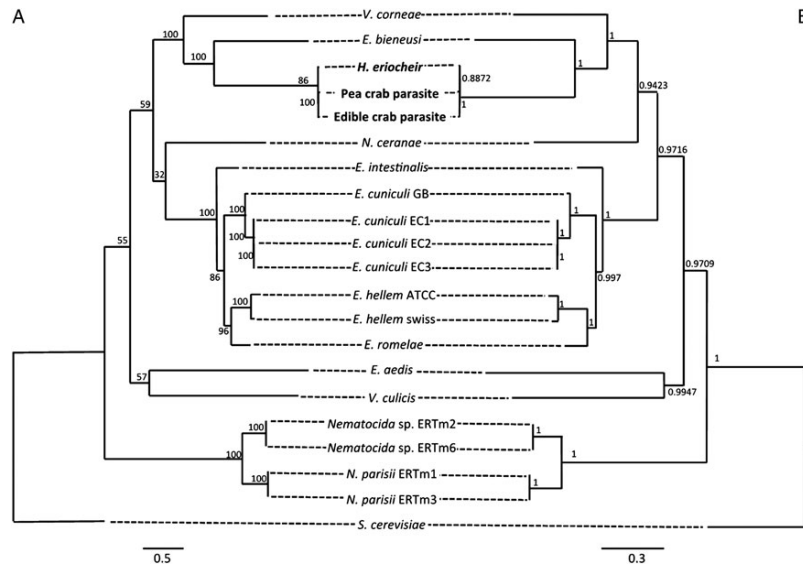 A
B
V. corneae
100
1
E. bieneusi
100
1
H. eriocheir
86
0.8872
0.9423
Pea crab parasite
100
1
59
Edible crab parasite
N. ceranae
0.9716
32
E. intestinalis
E. cuniculi GB
100
100
1
1
E. cuniculi EC1
100
1
55
E. cuniculi EC2
100
1
E. cuniculi EC3
86
0.997
0.9709
E. hellem ATCC
100
1
E. hellem swiss
96
1
E. romelae
1
E. aedis
57
0.9947
V. culicis
Nematocida sp. ERTm2
100
1
Nematocida sp. ERTm6
100
1
N. parisii ERTm1
100
1
N. parisii ERTm3
S. cerevisiae
0.5
0.3